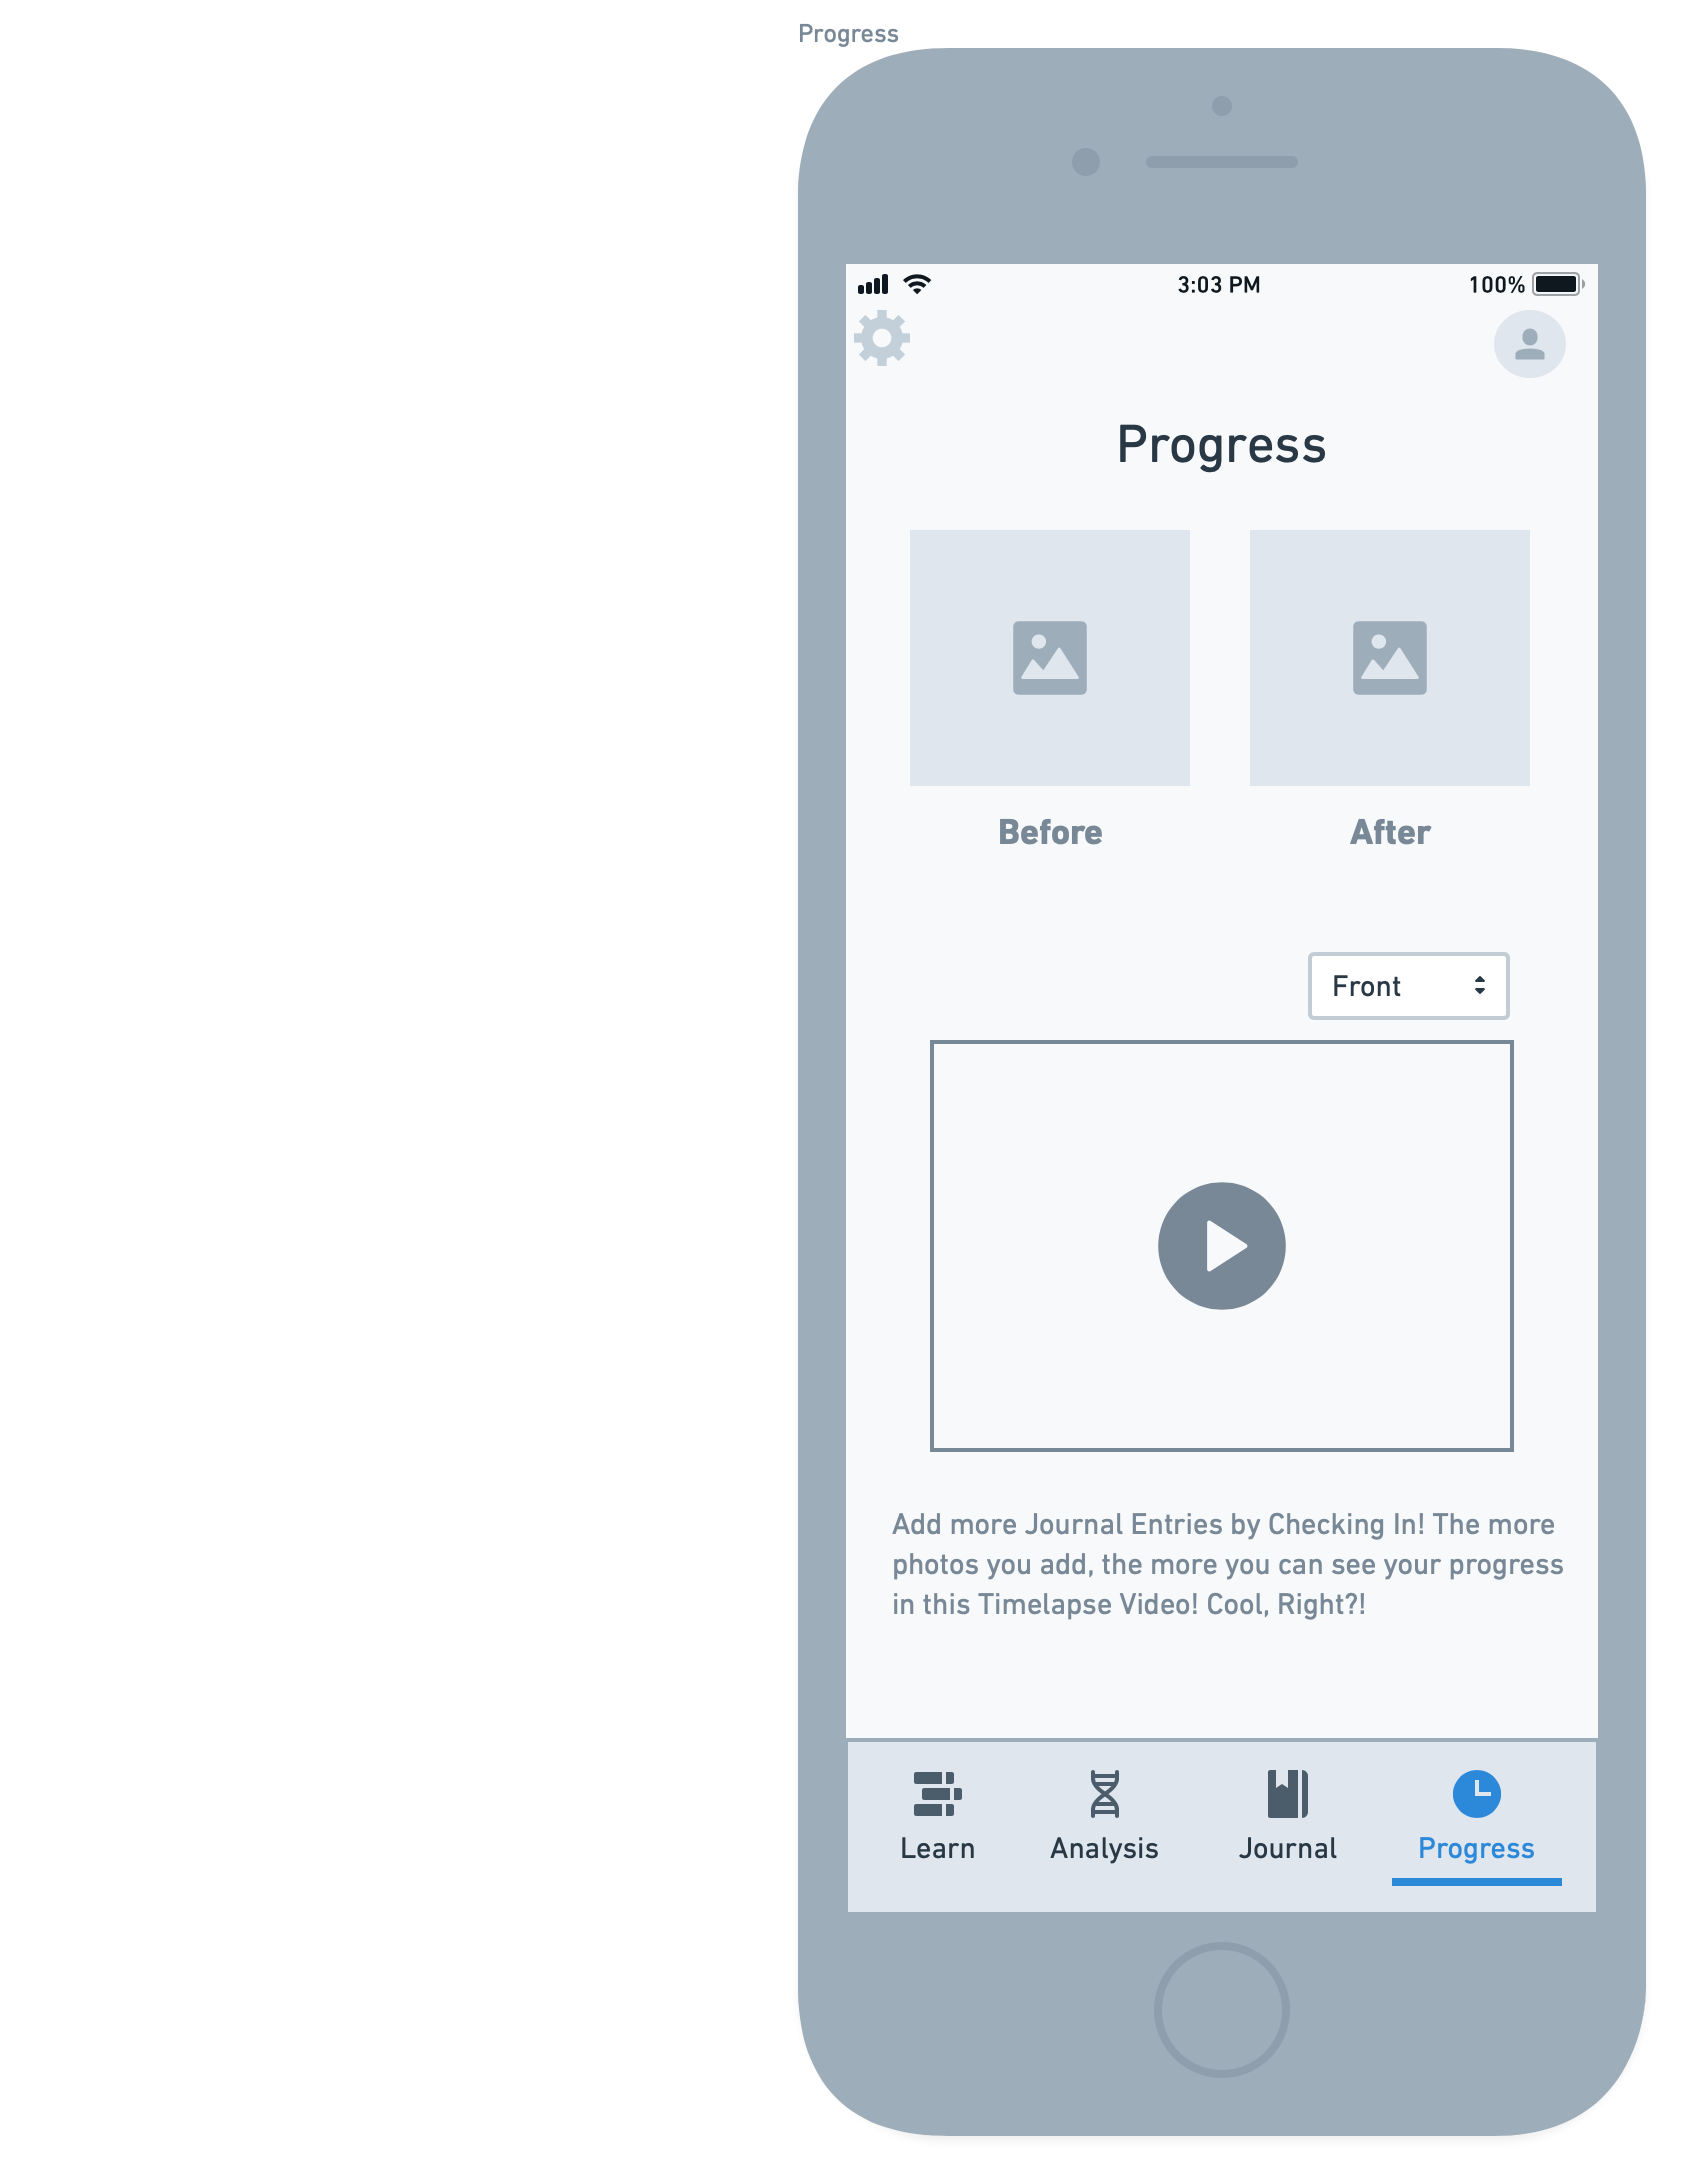 Progress
3:03 PM
100%
Progress
Before
After
Front
Add more Journal Entries by Checking In! The more
photos you add, the more you can see your progress
in this Timelapse Video! Cool, Right?!
Learn
Analysis
Journal
Progress